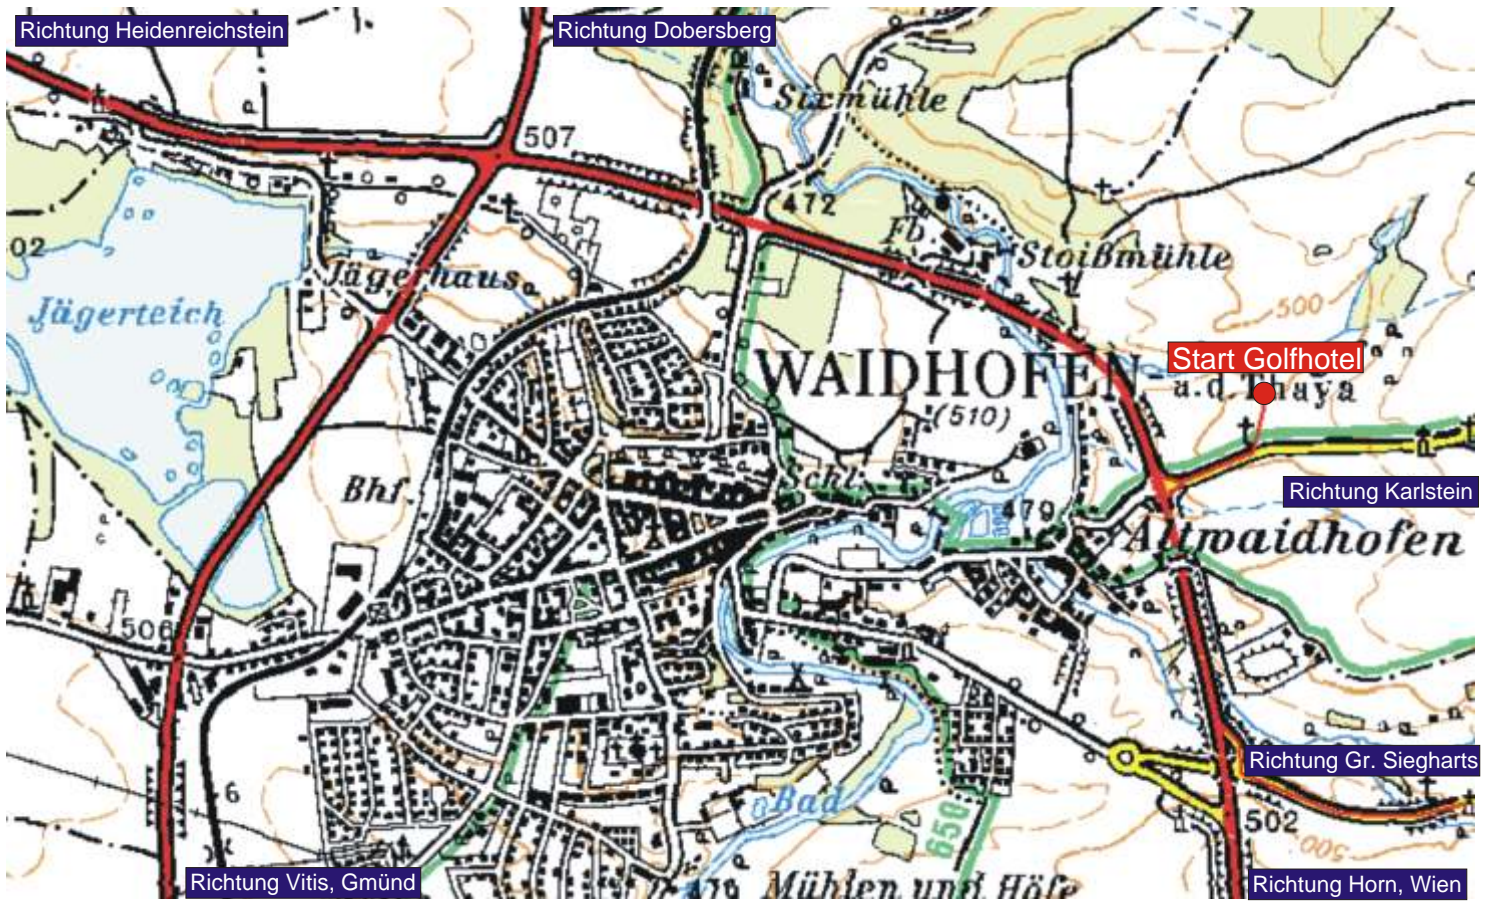 Richtung Heidenreichstein
Richtung Dobersberg
Sixmühle
507
472
Fb.
Stoißmühle
02
Jägerhaus
Jägerteich
500
WAIDHOFEN-
a.d.Thaya
(510)
Start Golfhotel
Bhf.
Schl.
Richtung Karlstein
479
Altwaidhofen
506
Richtung Gr. Siegharts
6
Bad
650
502
500
Richtung Vitis, Gmünd
Mühlen und Höfe
Richtung Horn, Wien